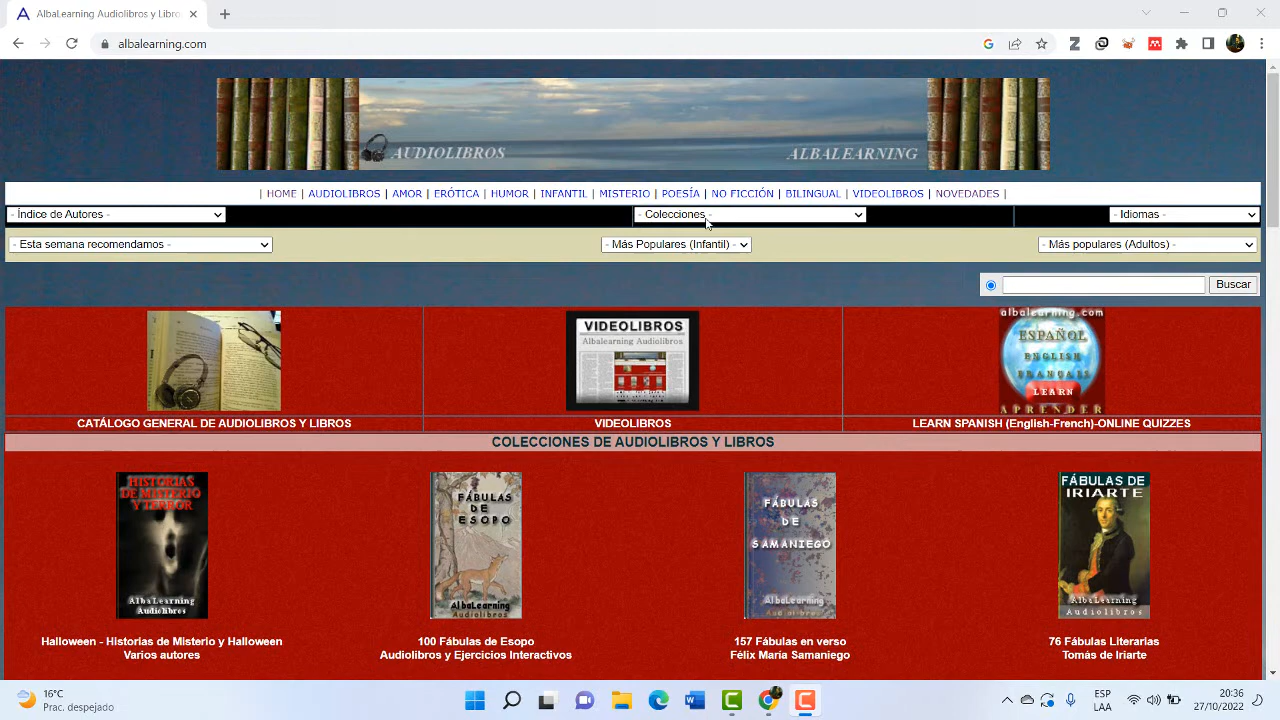 AlbaLearning Audiolibros y Libro
albalearning.com
AUDIOLIBROS
ALBALEARNING
| HOME | AUDIOLIBROS | AMOR | ERÓTICA | HUMOR | INFANTIL | MISTERIO | POESÍA | NO FICCIÓN | BILINGUAL | VIDEOLIBROS | NOVEDADES |
- Índice de Autores -
- Colecciones -
- Idiomas -
- Esta semana recomendamos -
- Más Populares (Infantil) -
- Más populares (Adultos) -
Buscar
VIDEOLIBROS
Albalearning Audiolibros
albalearning.com
ESPAÑOL
ENGLISH
FRANÇAIS
LEARN
APRENDER
CATÁLOGO GENERAL DE AUDIOLIBROS Y LIBROS
VIDEOLIBROS
LEARN SPANISH (English-French)-ONLINE QUIZZES
COLECCIONES DE AUDIOLIBROS Y LIBROS
HISTORIAS
DE MISTERIO
Y TERROR
AlbaLearning
Audiolibros
FÁBULAS
DE
ESOPO
AlbaLearning
Audiolibros
FÁBULAS
DE
SAMANIEGO
AlbaLearning
Audiolibros
FÁBULAS DE
IRIARTE
AlbaLearning
Audiolibros
Halloween - Historias de Misterio y Halloween
Varios autores
100 Fábulas de Esopo
Audiolibros y Ejercicios Interactivos
157 Fábulas en verso
Félix María Samaniego
76 Fábulas Literarias
Tomás de Iriarte
16°C
Prac. despejado
ESP
LAA
20:36
27/10/2022